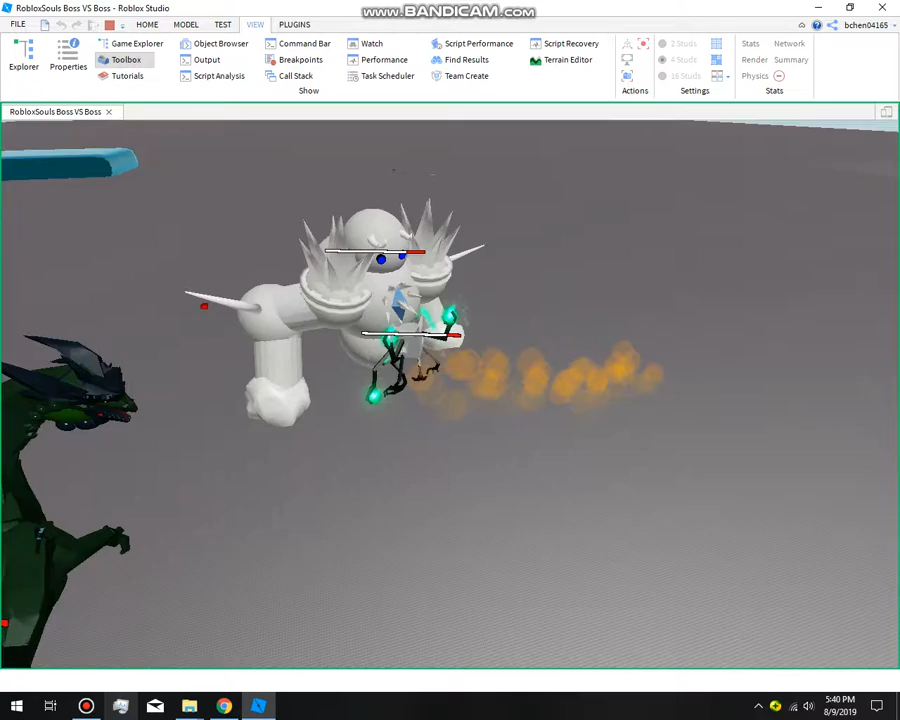 www.BANDICAM.com
RobloxSouls Boss VS Boss - Roblox Studio
FILE HOME MODEL TEST VIEW PLUGINS bchen04165
Explorer Properties Game Explorer Object Browser Command Bar Watch Script Performance Script Recovery 2 Studs Stats Network
Toolbox Output Breakpoints Performance Find Results Terrain Editor 4 Studs Render Summary
Tutorials Script Analysis Call Stack Task Scheduler Team Create 16 Studs Physics
Show Actions Settings Stats
RobloxSouls Boss VS Boss
5:40 PM
8/9/2019